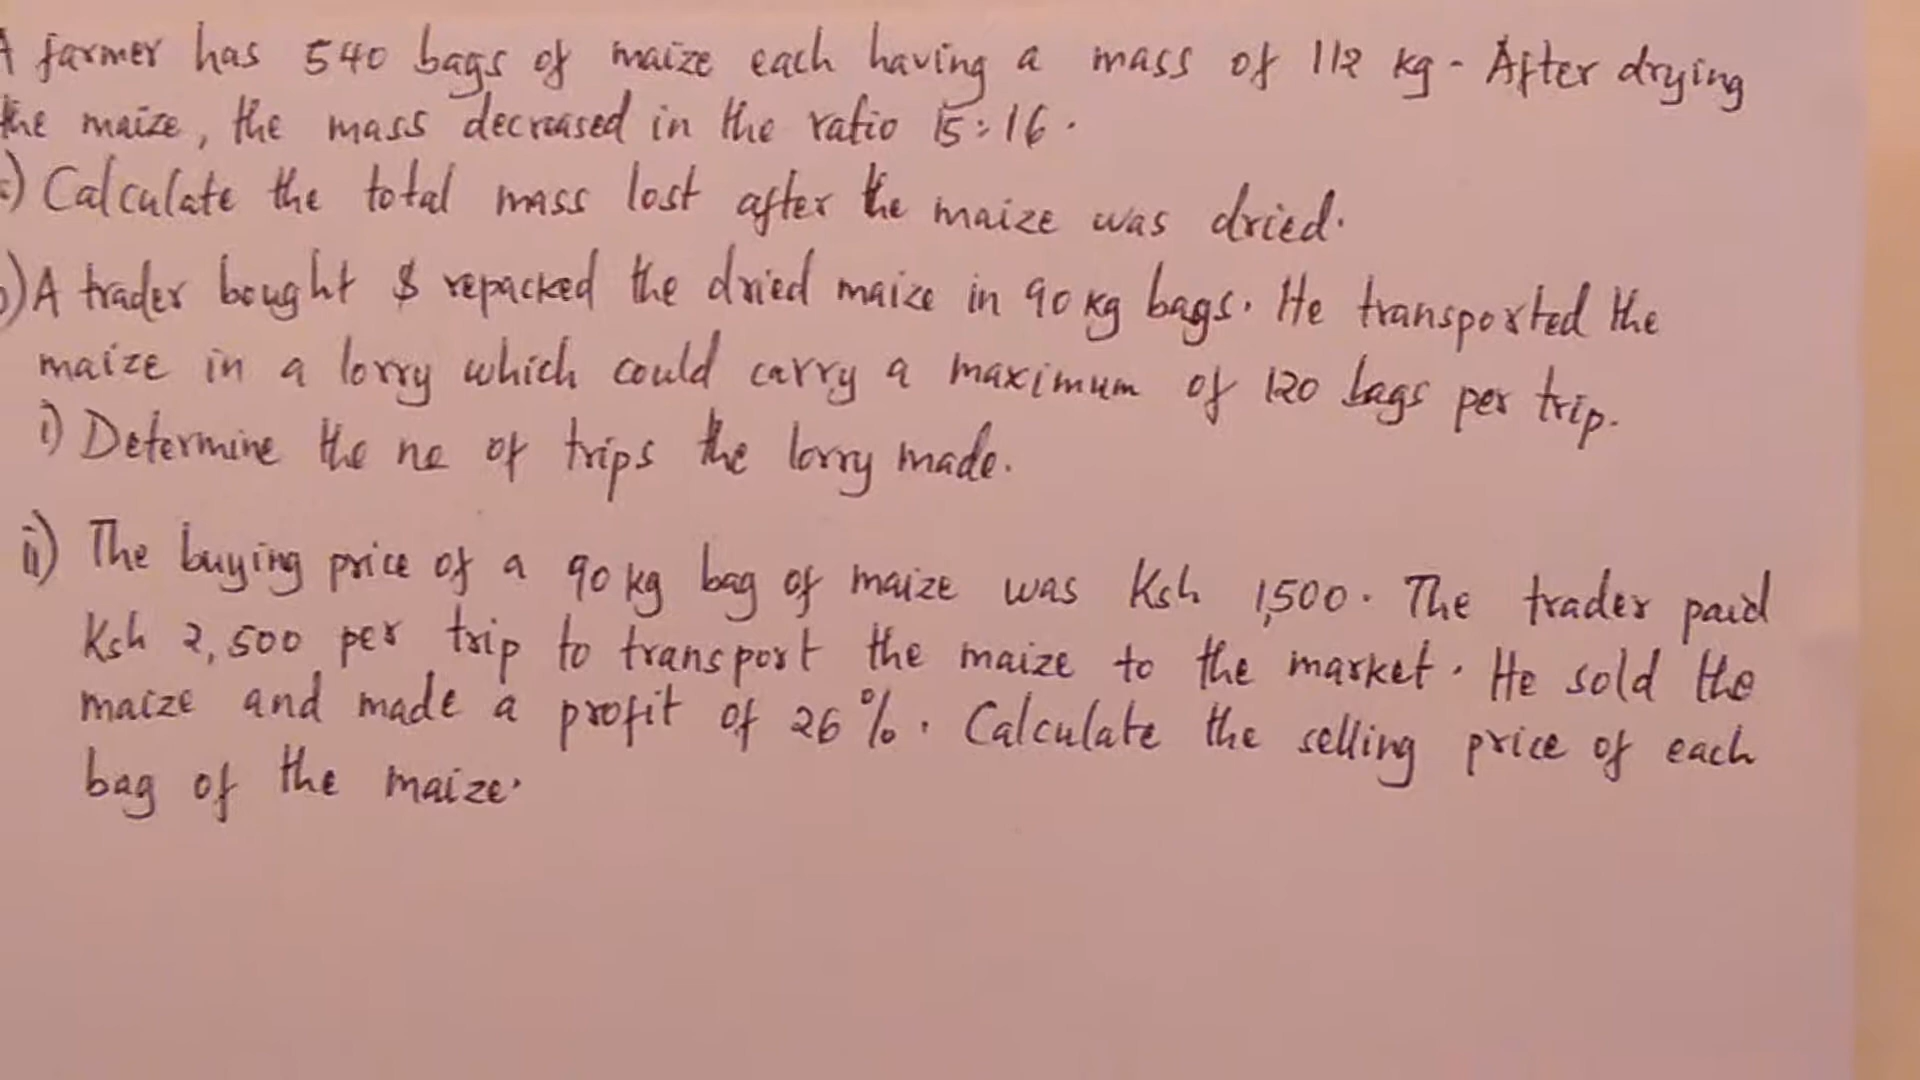 A farmer has 540 bags of maize each having a mass of 112 kg. After drying
the maize, the mass decreased in the ratio 15:16.
a) Calculate the total mass lost after the maize was dried.
b) A trader bought $ repacked the dried maize in 90 kg bags. He transported the
maize in a lorry which could carry a maximum of 120 bags per trip.
i) Determine the no of trips the lorry made.
ii) The buying price of a 90 kg bag of maize was Ksh 1,500. The trader paid
Ksh 2,500 per trip to transport the maize to the market. He sold the
maize and made a profit of 26%. Calculate the selling price of each
bag of the maize.